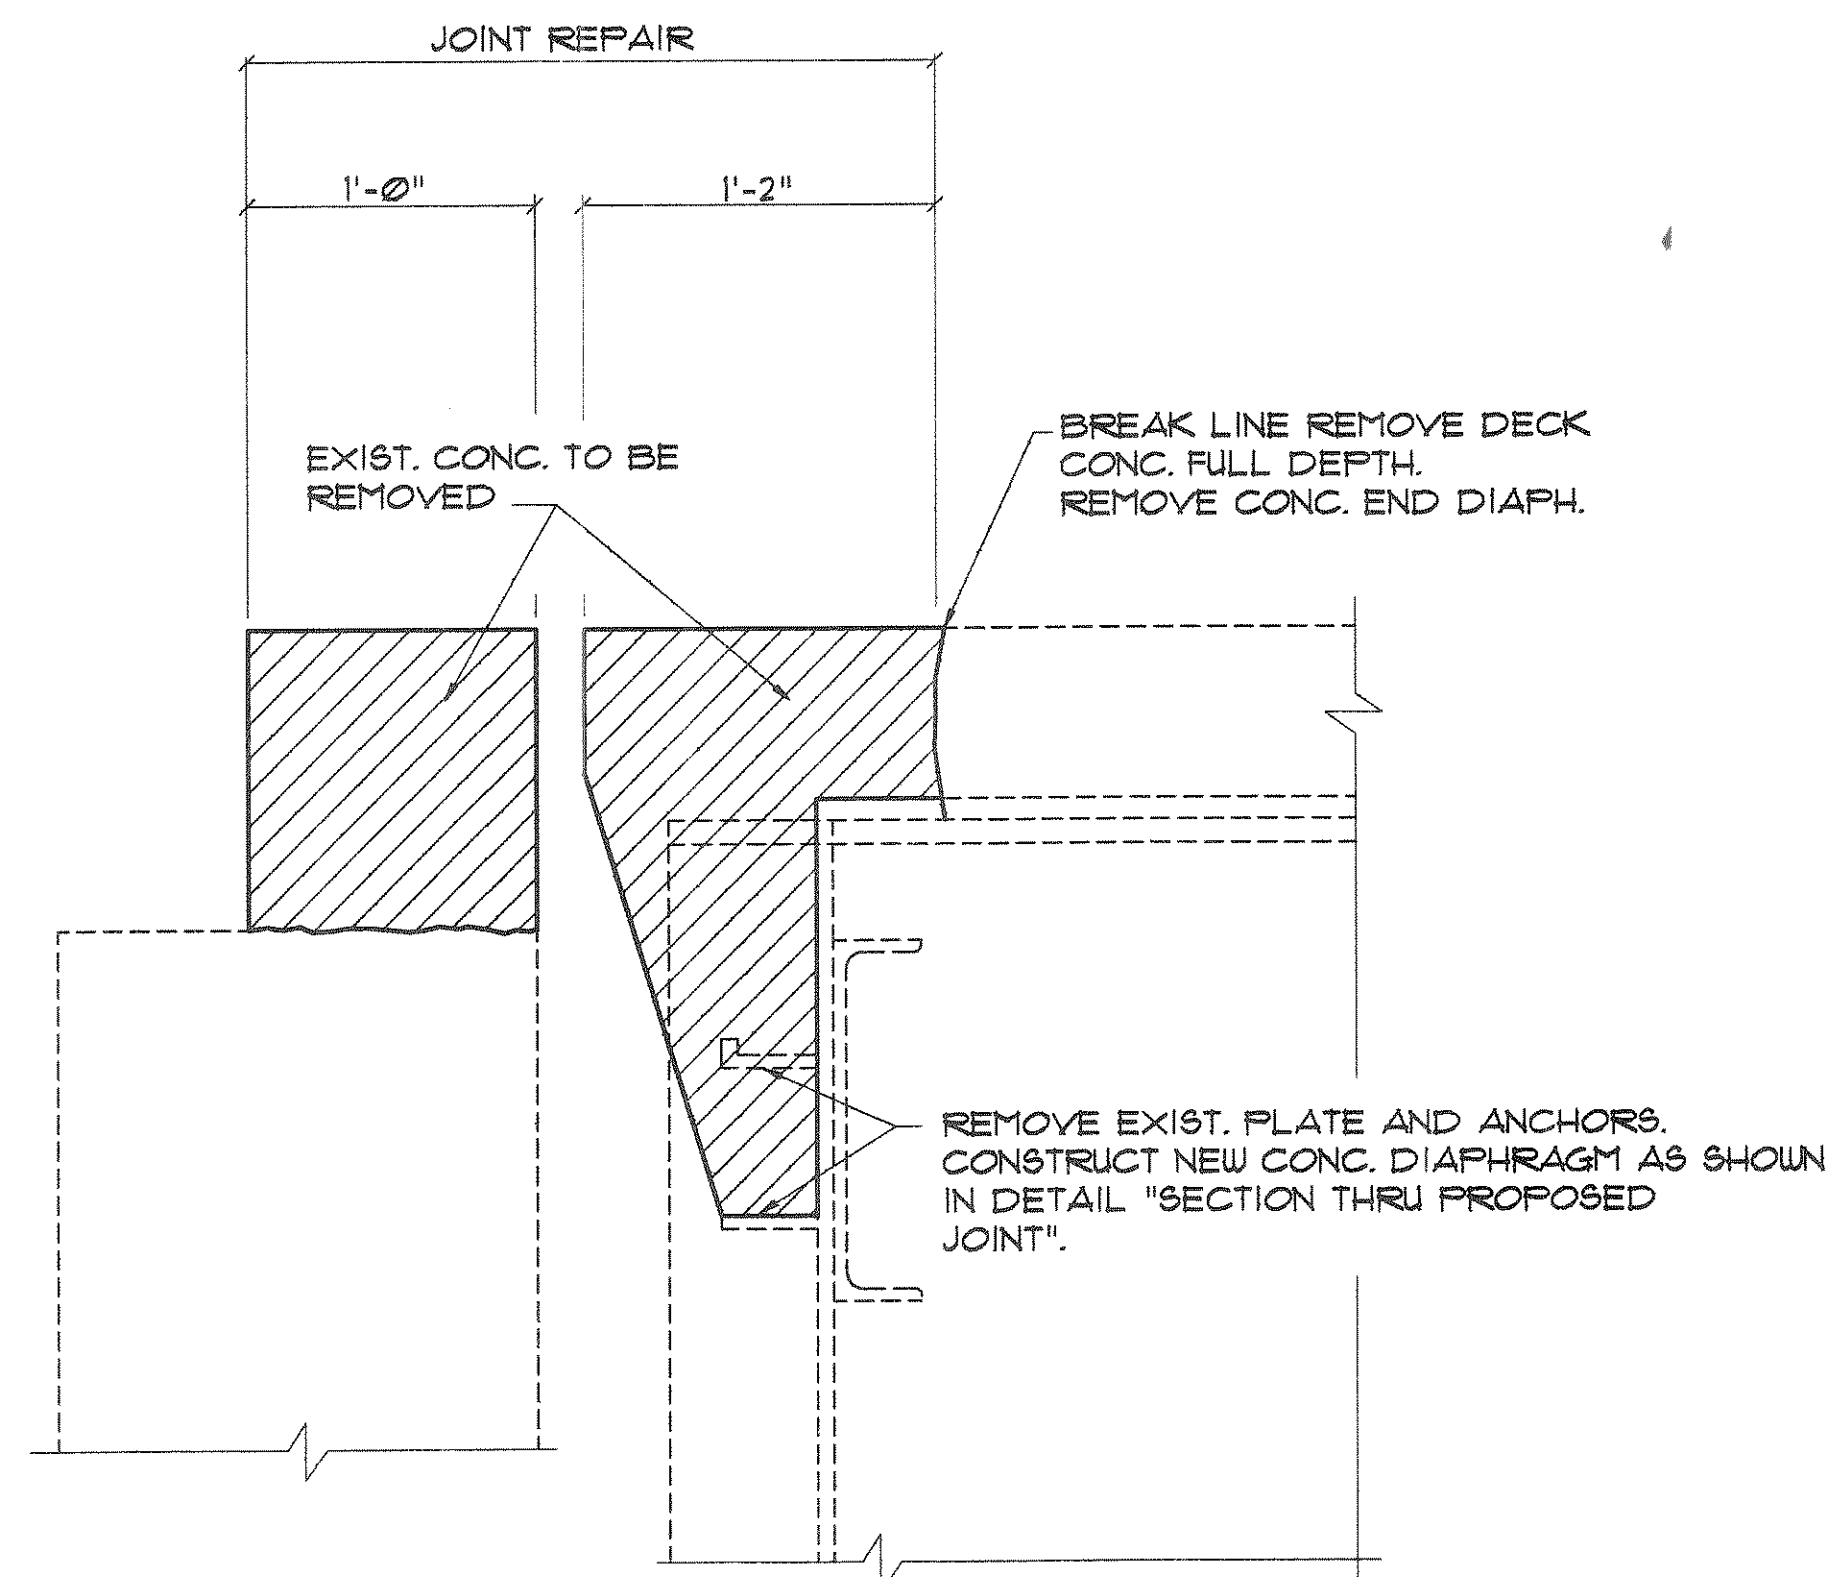 JOINT REPAIR
1'-0"
1'-2"
EXIST. CONC. TO BE
REMOVED
BREAK LINE REMOVE DECK
CONC. FULL DEPTH.
REMOVE CONC. END DIAPH.
REMOVE EXIST. PLATE AND ANCHORS.
CONSTRUCT NEW CONC. DIAPHRAGM AS SHOWN
IN DETAIL "SECTION THRU PROPOSED
JOINT".